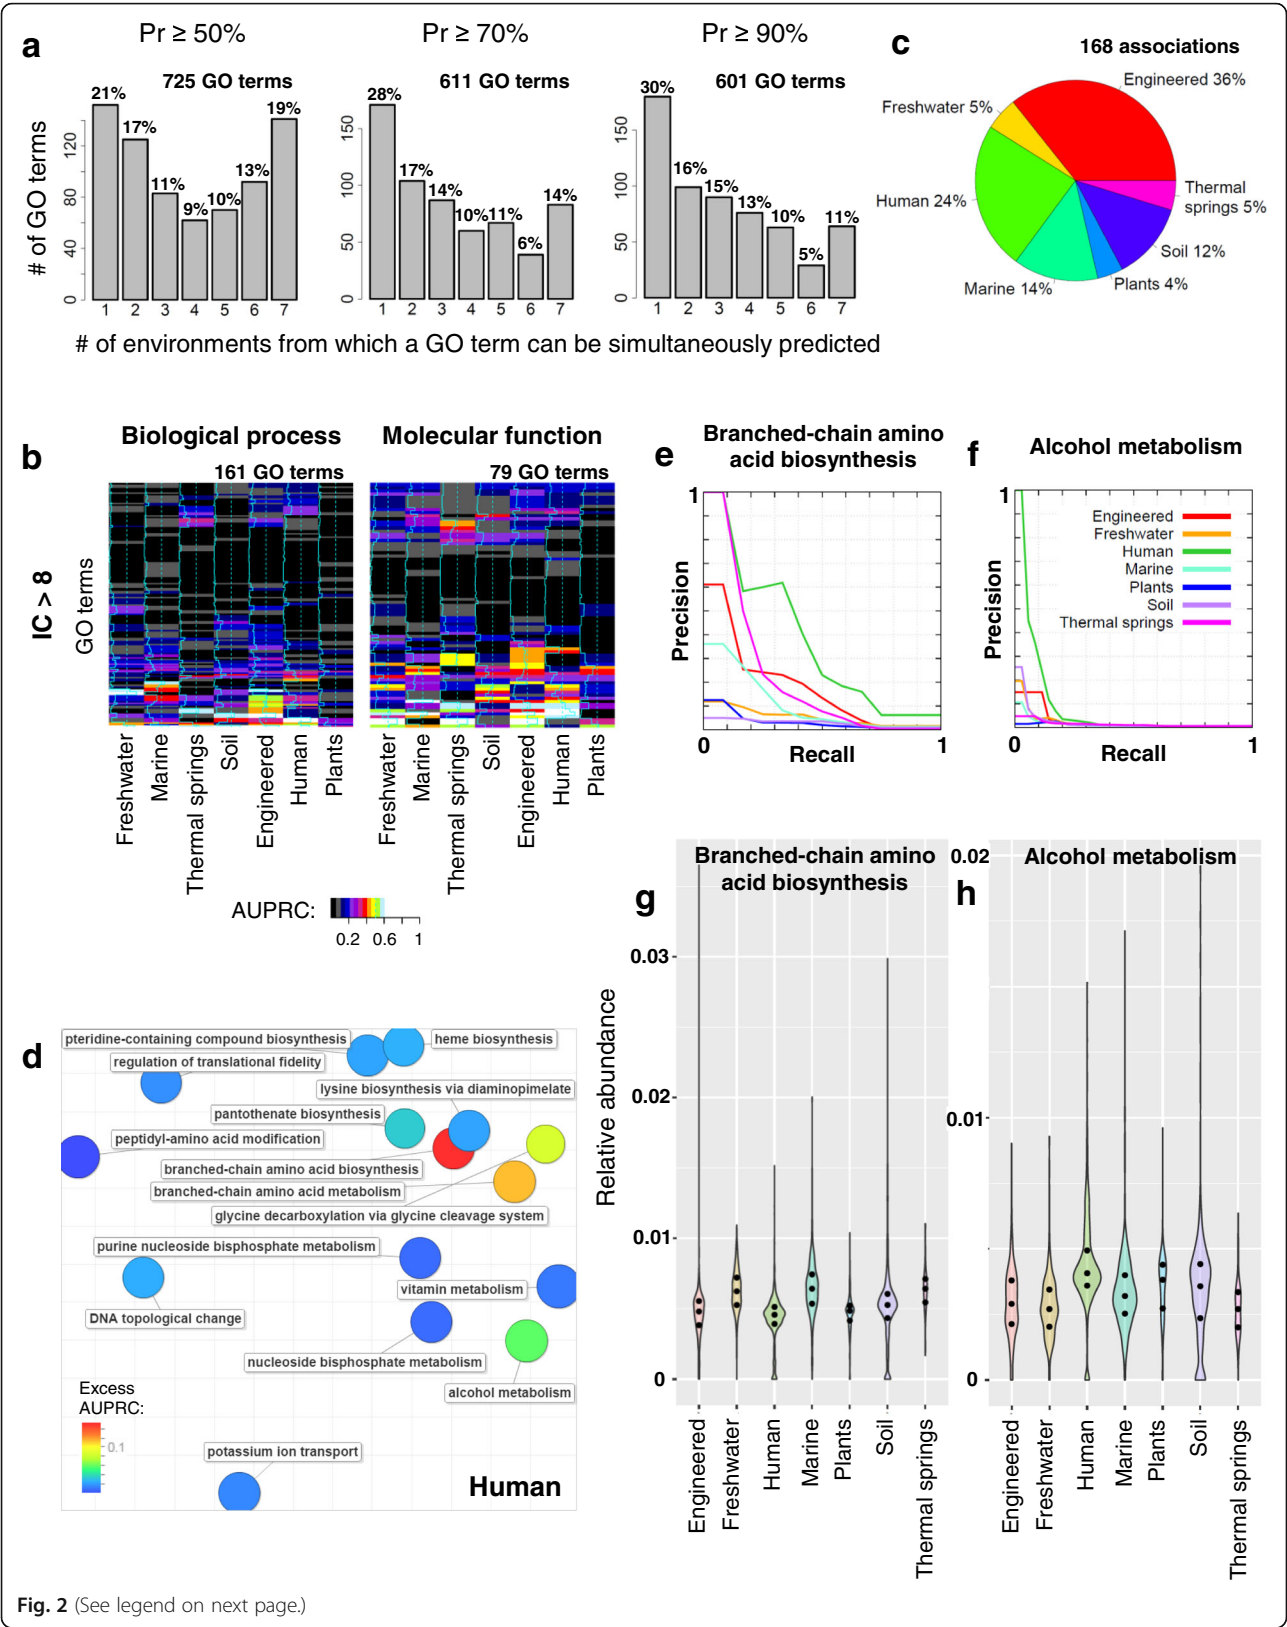 a
Pr ≥ 50%
Pr ≥ 70%
Pr ≥ 90%
725 GO terms
611 GO terms
601 GO terms
# of GO terms
0
40
80
120
21%
17%
11%
9%
10%
13%
19%
1 2 3 4 5 6 7
0
50
100
150
28%
17%
14%
10%
11%
6%
14%
1 2 3 4 5 6 7
0
50
100
150
30%
16%
15%
13%
10%
5%
11%
1 2 3 4 5 6 7
# of environments from which a GO term can be simultaneously predicted
c
168 associations
Engineered 36%
Freshwater 5%
Human 24%
Marine 14%
Plants 4%
Soil 12%
Thermal
springs 5%
b
Biological process
161 GO terms
Molecular function
79 GO terms
IC > 8
GO terms
Freshwater
Marine
Thermal springs
Soil
Engineered
Human
Plants
Freshwater
Marine
Thermal springs
Soil
Engineered
Human
Plants
AUPRC:
0.2 0.6 1
e
Branched-chain amino
acid biosynthesis
1
Precision
0
Recall
1
f
Alcohol metabolism
1
Precision
Engineered
Freshwater
Human
Marine
Plants
Soil
Thermal springs
0
Recall
1
d
pteridine-containing compound biosynthesis
heme biosynthesis
regulation of translational fidelity
lysine biosynthesis via diaminopimelate
pantothenate biosynthesis
peptidyl-amino acid modification
branched-chain amino acid biosynthesis
branched-chain amino acid metabolism
glycine decarboxylation via glycine cleavage system
purine nucleoside bisphosphate metabolism
vitamin metabolism
DNA topological change
nucleoside bisphosphate metabolism
alcohol metabolism
Excess
AUPRC:
0.1
potassium ion transport
Human
g
Branched-chain amino
acid biosynthesis
Relative abundance
0.03
0.02
0.01
0
Engineered
Freshwater
Human
Marine
Plants
Soil
Thermal springs
h
Alcohol metabolism
0.02
0.01
0
Engineered
Freshwater
Human
Marine
Plants
Soil
Thermal springs
Fig. 2 (See legend on next page.)